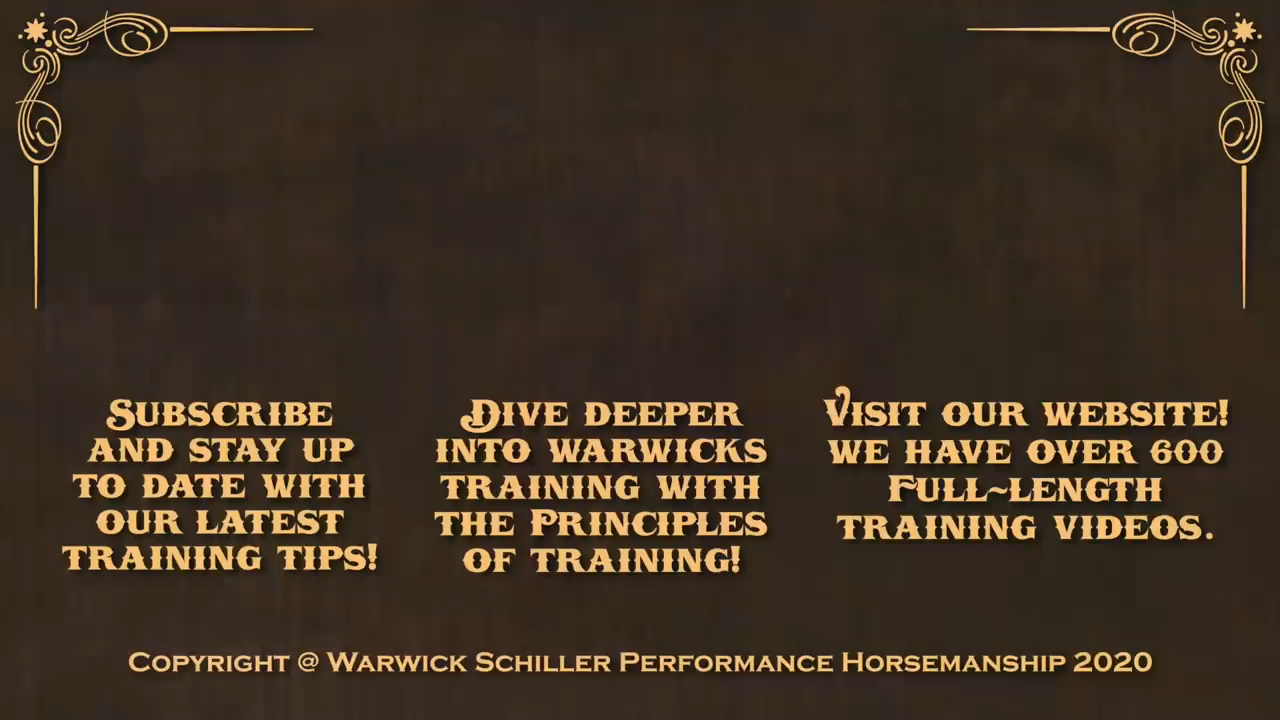 Subscribe
and stay up
to date with
our latest
training tips!
Dive deeper
into Warwicks
training with
the Principles
of training!
Visit our website!
We have over 600
Full~length
training videos.
Copyright @ Warwick Schiller Performance Horsemanship 2020